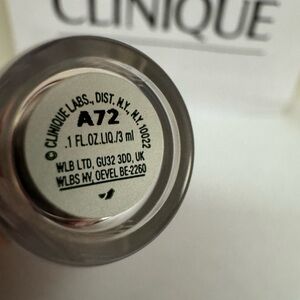 CLINIQUE
© CLINIQUE LABS., DIST. N.Y., N.Y. 10022
A72
.1 FL.OZ.LIQ./3 ml
WLB LTD, GU32 3DD, UK
WLBS NV, OEVEL BE-2260